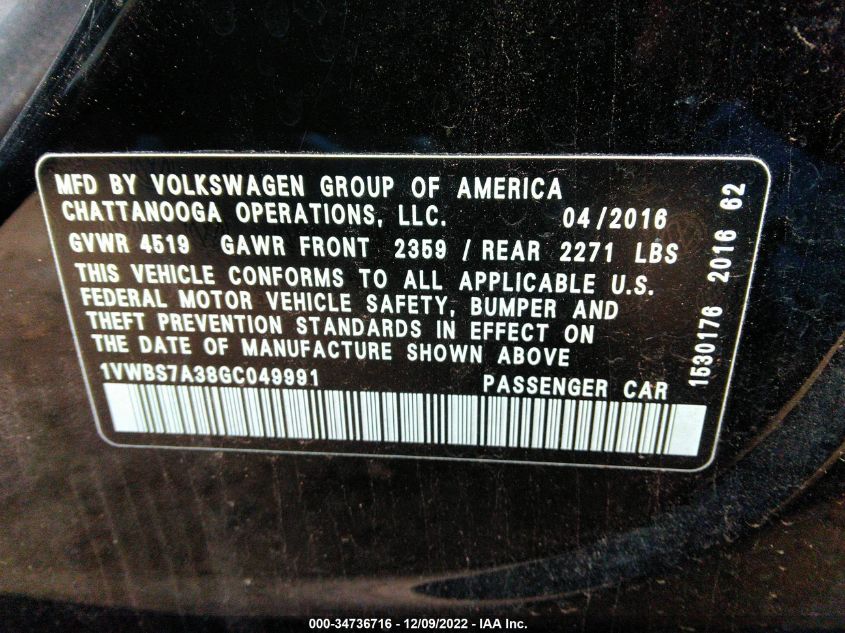 MFD BY VOLKSWAGEN GROUP OF AMERICA
CHATTANOOGA OPERATIONS, LLC. 04/2016
GVWR 4519 GAWR FRONT 2359 / REAR 2271 LBS
THIS VEHICLE CONFORMS TO ALL APPLICABLE U.S.
FEDERAL MOTOR VEHICLE SAFETY, BUMPER AND
THEFT PREVENTION STANDARDS IN EFFECT ON
THE DATE OF MANUFACTURE SHOWN ABOVE
1VWBS7A38GC049991 PASSENGER CAR
1530176 2016 62
000-34736716 - 12/09/2022 - IAA Inc.